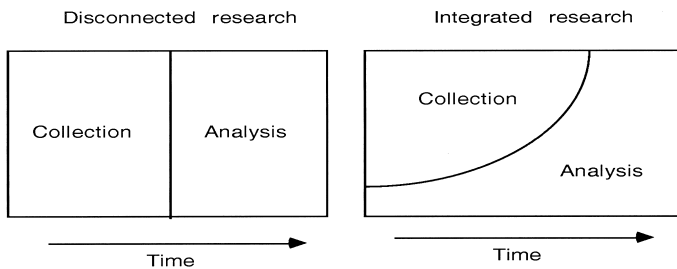 Disconnected research
Integrated research
Collection
Analysis
Collection
Analysis
Time
Time